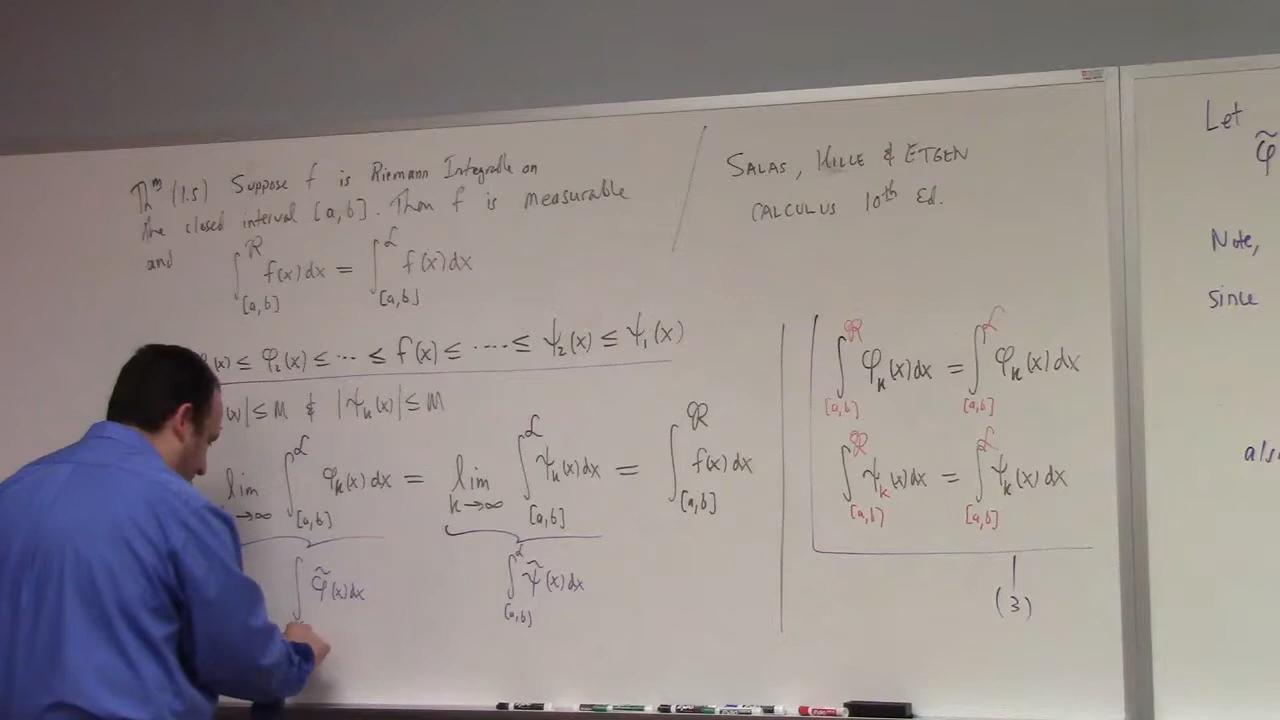 Thᵐ (1.5) Suppose f is Riemann Integrable on
the closed interval [a,b]. Then f is measurable
and ∫_{[a,b]}^R f(x)dx = ∫_{[a,b]}^L f(x)dx
(x) ≤ φ₂(x) ≤ ··· ≤ f(x) ≤ ···· ≤ ψ₂(x) ≤ ψ₁(x)
(x)| ≤ M & |ψₖ(x)| ≤ M
lim →∞ ∫_{[a,b]}^L φₖ(x)dx = lim k→∞ ∫_{[a,b]}^L ψₖ(x)dx = ∫_{[a,b]}^R f(x)dx
∫ φ̃(x)dx
∫_{[a,b]}^L ψ̃(x)dx
SALAS, HILLE & ETGEN
CALCULUS 10th Ed.
∫_{[a,b]}^R φₖ(x)dx = ∫_{[a,b]}^L φₖ(x)dx
∫_{[a,b]}^R ψₖ(x)dx = ∫_{[a,b]}^L ψₖ(x)dx
(3)
Let
φ̃
Note,
since